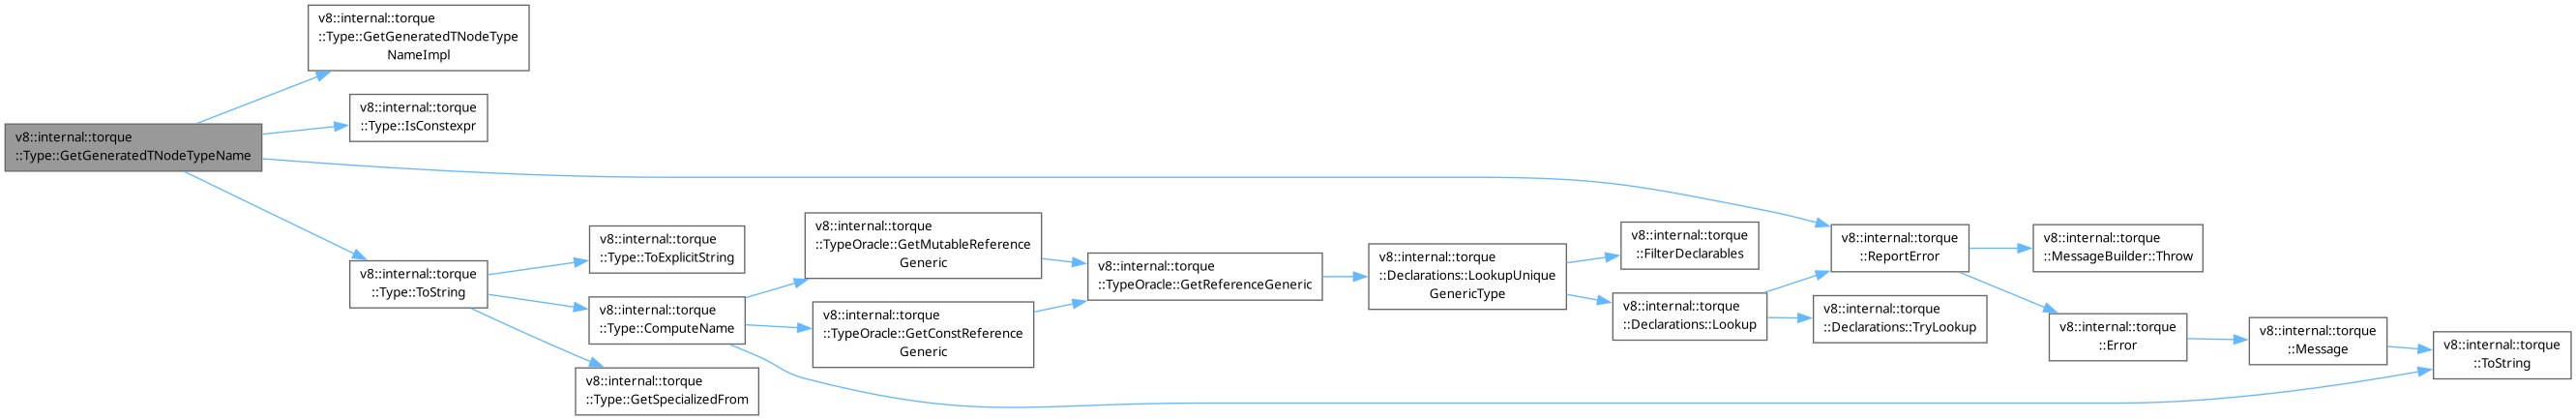 v8::internal::torque
::Type::GetGeneratedTNodeType
NameImpl
v8::internal::torque
::Type::IsConstexpr
v8::internal::torque
::Type::GetGeneratedTNodeTypeName
v8::internal::torque
::Type::ToString
v8::internal::torque
::Type::ToExplicitString
v8::internal::torque
::Type::ComputeName
v8::internal::torque
::Type::GetSpecializedFrom
v8::internal::torque
::TypeOracle::GetMutableReference
Generic
v8::internal::torque
::TypeOracle::GetConstReference
Generic
v8::internal::torque
::TypeOracle::GetReferenceGeneric
v8::internal::torque
::Declarations::LookupUnique
GenericType
v8::internal::torque
::FilterDeclarables
v8::internal::torque
::Declarations::Lookup
v8::internal::torque
::ReportError
v8::internal::torque
::Declarations::TryLookup
v8::internal::torque
::MessageBuilder::Throw
v8::internal::torque
::Error
v8::internal::torque
::Message
v8::internal::torque
::ToString